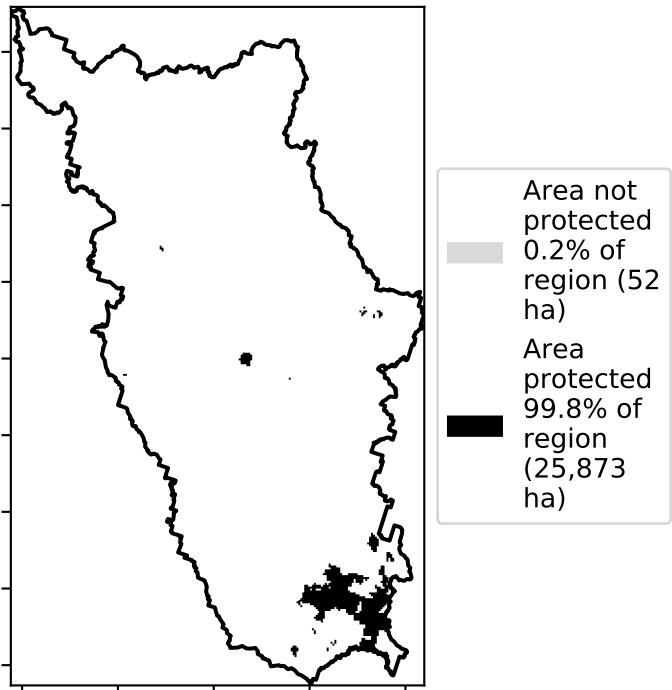 Area not
protected
0.2% of
region (52
ha)
Area
protected
99.8% of
region
(25,873
ha)